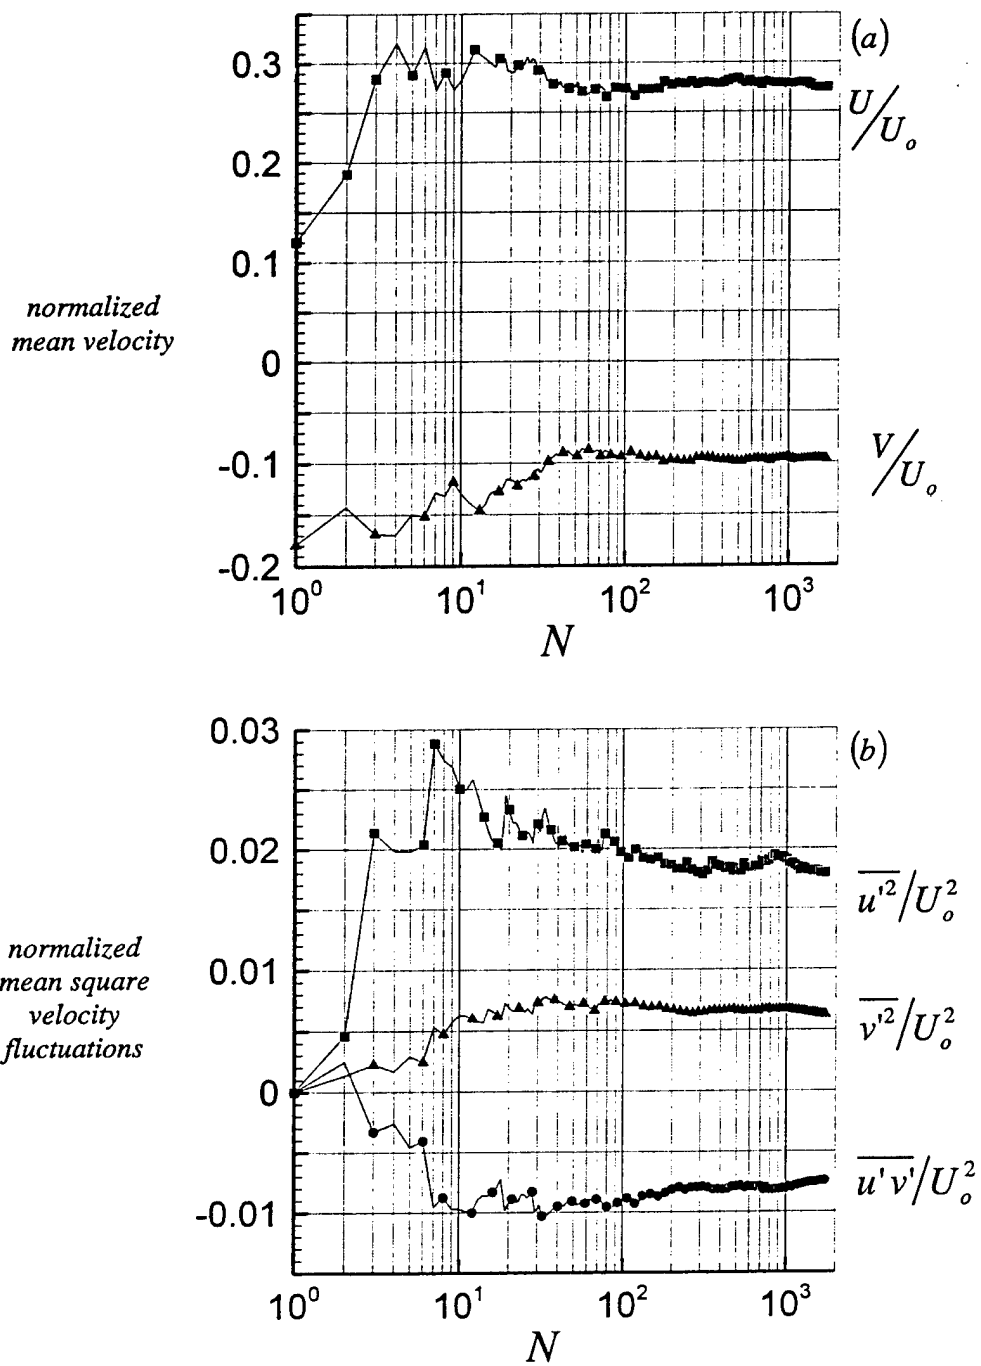 (a)
0.3
0.2
0.1
0
-0.1
-0.2
normalized
mean velocity
U/U_o
V/U_o
10^0
10^1
10^2
10^3
N
(b)
0.03
0.02
0.01
0
-0.01
normalized
mean square
velocity
fluctuations
\overline{u'^2}/U_o^2
\overline{v'^2}/U_o^2
\overline{u'v'}/U_o^2
10^0
10^1
10^2
10^3
N